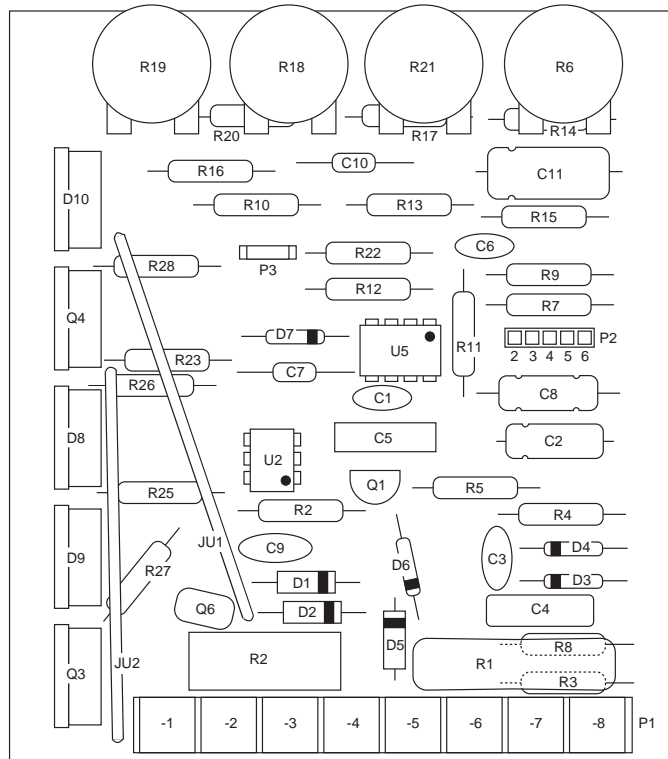 R19 R18 R21 R6
R20 R17 R14
R16 C10 C11
D10 R10 R13 R15
C6
R28 P3 R22 R9
R12 R7
Q4 D7 U5 R11 P2
2 3 4 5 6
R23
R26 C7 C1 C8
D8 U2 C5 C2
R25 Q1 R5
R2 R4
JU1 C9 D6 C3 D4
D9 R27 D1 D3
Q6 D2 D5 C4
Q3 JU2 R2 R1 R8
R3
-1 -2 -3 -4 -5 -6 -7 -8 P1